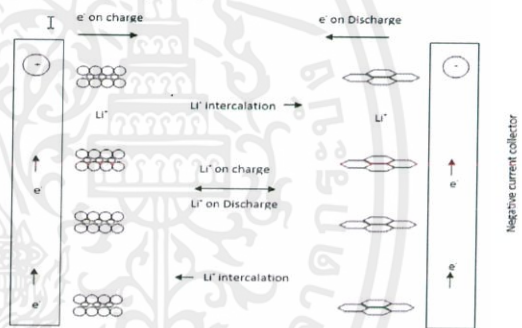 I
e⁻ on charge
e⁻ on Discharge
-
-
Li⁺ intercalation
Li⁺
Li⁺
Li⁺ on charge
Li⁺ on Discharge
e⁻
e⁻
Li⁺ intercalation
e⁻
e⁻
Negative current collector